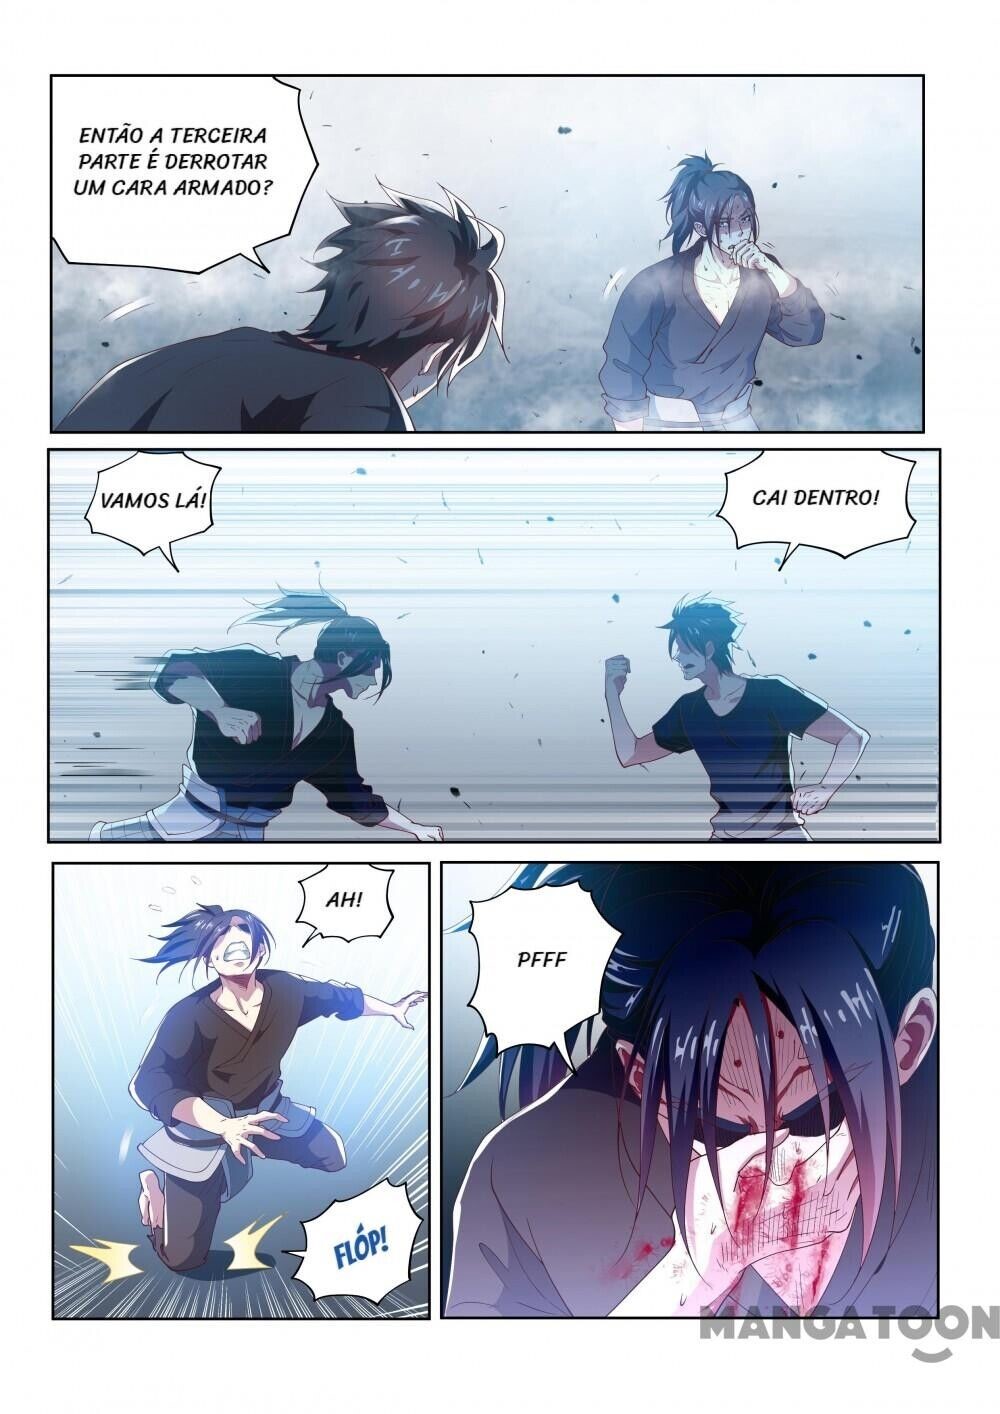 ENTÃO A TERCEIRA
PARTE É DERROTAR
UM CARA ARMADO?
VAMOS LÁ!
CAI DENTRO!
AH!
FLÓP!
PFFF
MANGATOON